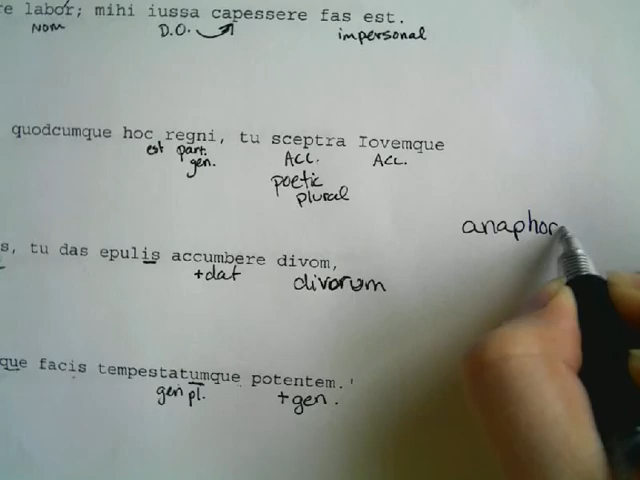 e labor; mihi iussa capessere fas est.
NOM D.O. impersonal
quodcumque hoc regni, tu sceptra Iovemque
est part. gen. ACC. poetic plural ACC.
anaphor
s, tu das epulis accumbere divom,
+dat divorum
que facis tempestatumque potentem.'
gen pl. +gen.